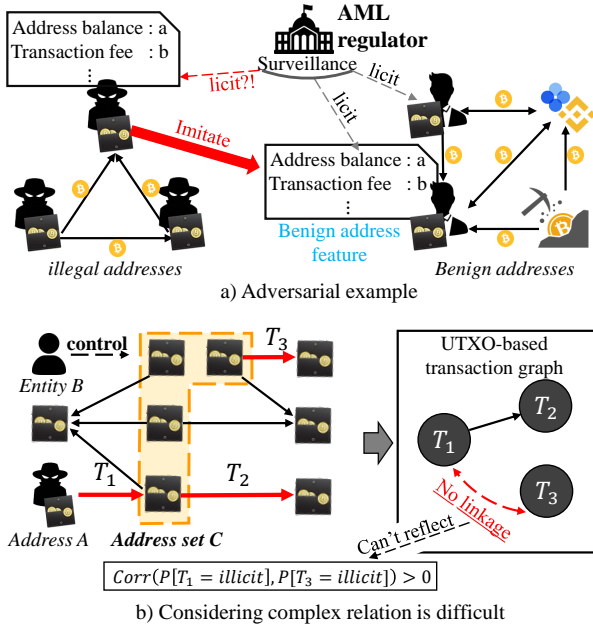 AML
regulator
Surveillance
Address balance : a
Transaction fee : b
⋮
licit?!
licit
licit
Imitate
Address balance : a
Transaction fee : b
⋮
Benign address
feature
illegal addresses
Benign addresses
a) Adversarial example
Entity B
control
T3
T1
T2
Address A
Address set C
UTXO-based
transaction graph
T1
T2
T3
No linkage
Can't reflect
Corr(P[T1 = illicit], P[T3 = illicit]) > 0
b) Considering complex relation is difficult